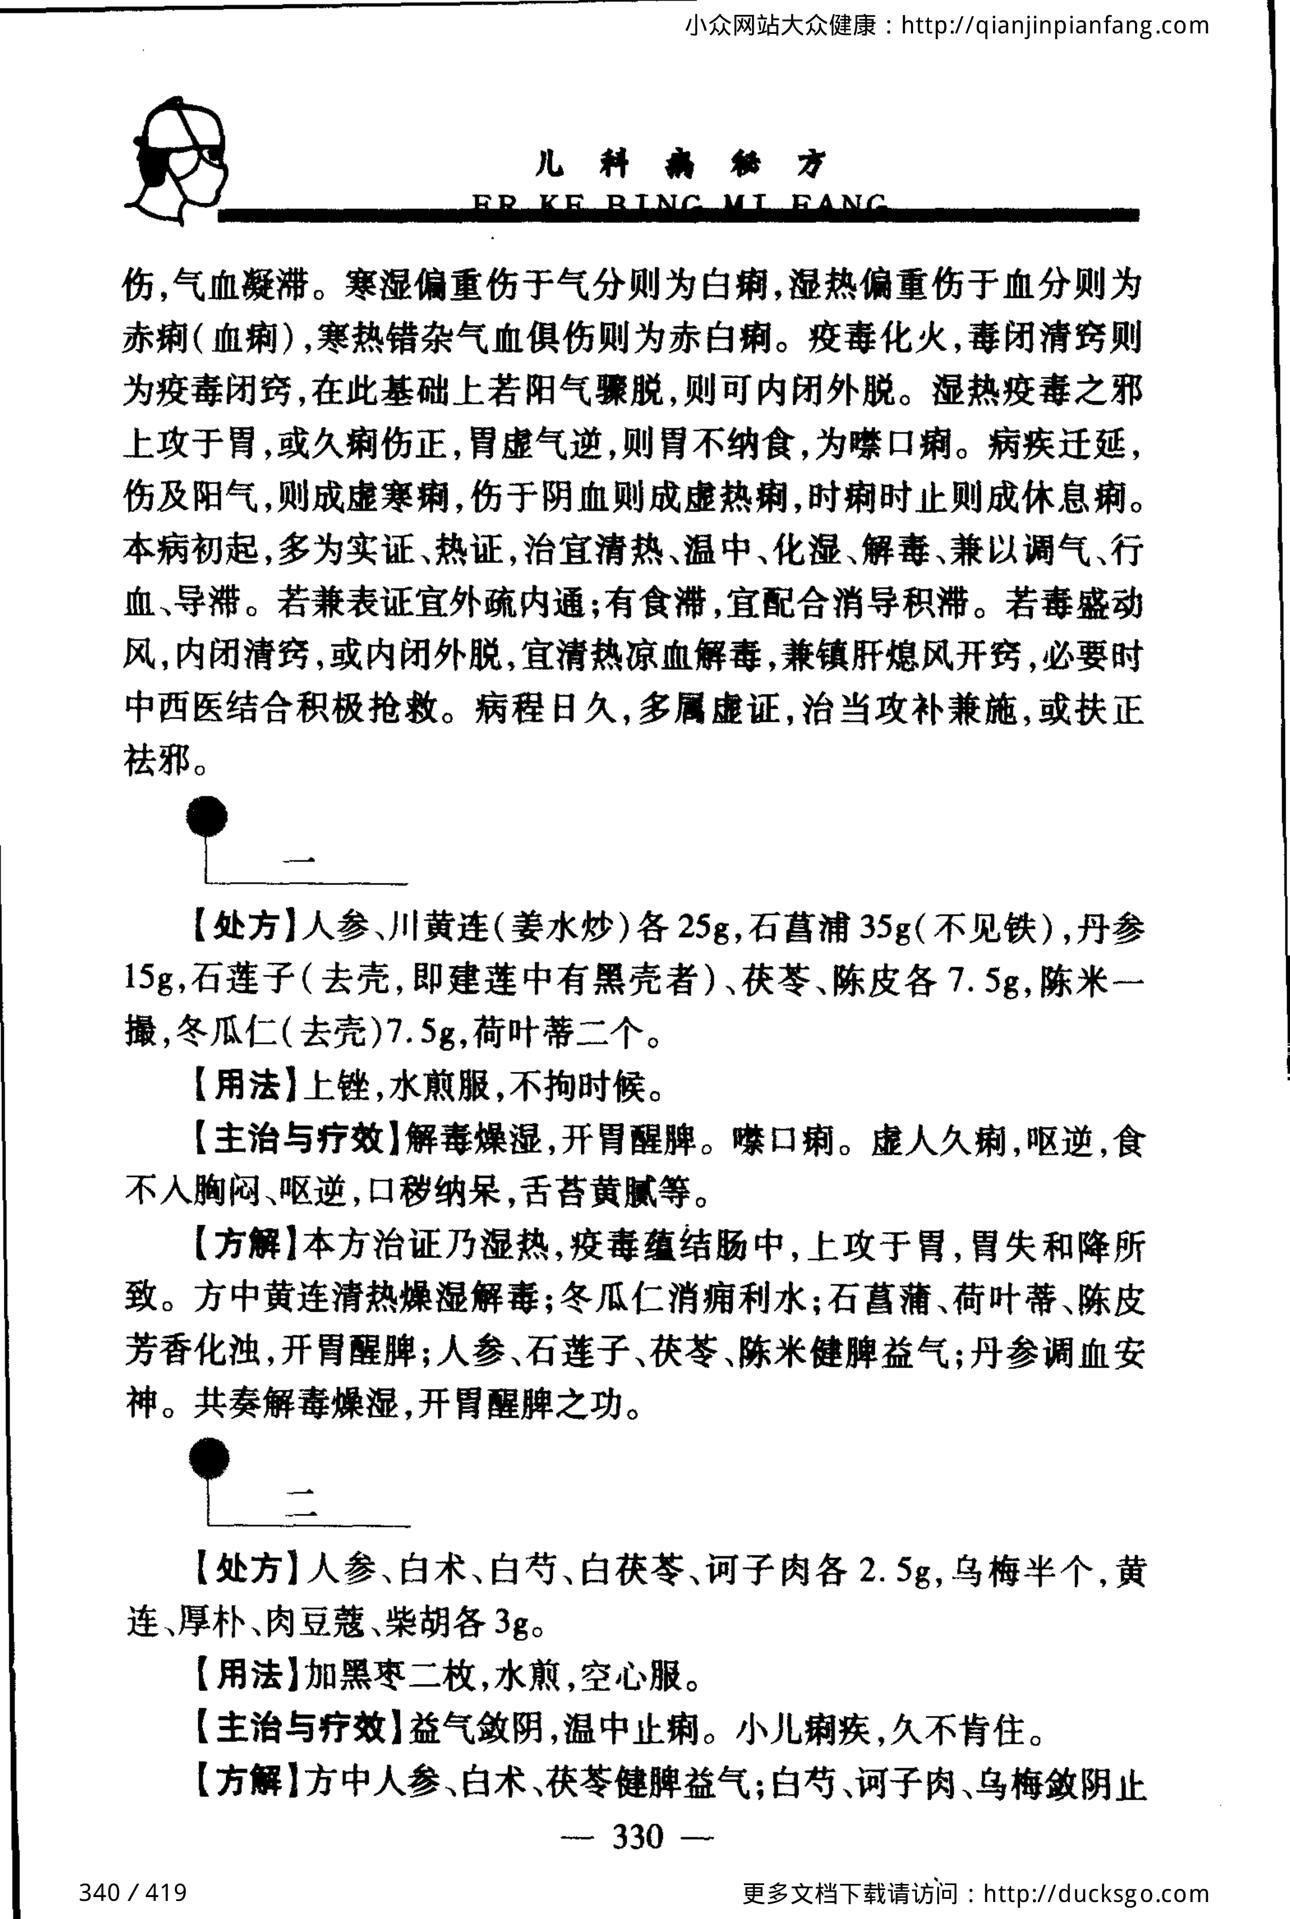 小众网站大众健康：http://qianjinpianfang.com
儿科病秘方
ER KE BING MI FANG
伤,气血凝滞。寒湿偏重伤于气分则为白痢,湿热偏重伤于血分则为
赤痢(血痢),寒热错杂气血俱伤则为赤白痢。疫毒化火,毒闭清窍则
为疫毒闭窍,在此基础上若阳气骤脱,则可内闭外脱。湿热疫毒之邪
上攻于胃,或久痢伤正,胃虚气逆,则胃不纳食,为噤口痢。病疾迁延,
伤及阳气,则成虚寒痢,伤于阴血则成虚热痢,时痢时止则成休息痢。
本病初起,多为实证、热证,治宜清热、温中、化湿、解毒、兼以调气、行
血、导滞。若兼表证宜外疏内通;有食滞,宜配合消导积滞。若毒盛动
风,内闭清窍,或内闭外脱,宜清热凉血解毒,兼镇肝熄风开窍,必要时
中西医结合积极抢救。病程日久,多属虚证,治当攻补兼施,或扶正
祛邪。
一
【处方】人参、川黄连(姜水炒)各25g,石菖浦35g(不见铁),丹参
15g,石莲子(去壳,即建莲中有黑壳者)、茯苓、陈皮各7.5g,陈米一
撮,冬瓜仁(去壳)7.5g,荷叶蒂二个。
【用法】上锉,水煎服,不拘时候。
【主治与疗效】解毒燥湿,开胃醒脾。噤口痢。虚人久痢,呕逆,食
不入胸闷、呕逆,口秽纳呆,舌苔黄腻等。
【方解】本方治证乃湿热,疫毒蕴结肠中,上攻于胃,胃失和降所
致。方中黄连清热燥湿解毒;冬瓜仁消痈利水;石菖蒲、荷叶蒂、陈皮
芳香化浊,开胃醒脾;人参、石莲子、茯苓、陈米健脾益气;丹参调血安
神。共奏解毒燥湿,开胃醒脾之功。
二
【处方】人参、白术、白芍、白茯苓、诃子肉各2.5g,乌梅半个,黄
连、厚朴、肉豆蔻、柴胡各3g。
【用法】加黑枣二枚,水煎,空心服。
【主治与疗效】益气敛阴,温中止痢。小儿痢疾,久不肯住。
【方解】方中人参、白术、茯苓健脾益气;白芍、诃子肉、乌梅敛阴止
— 330 —
340 / 419
更多文档下载请访问：http://ducksgo.com